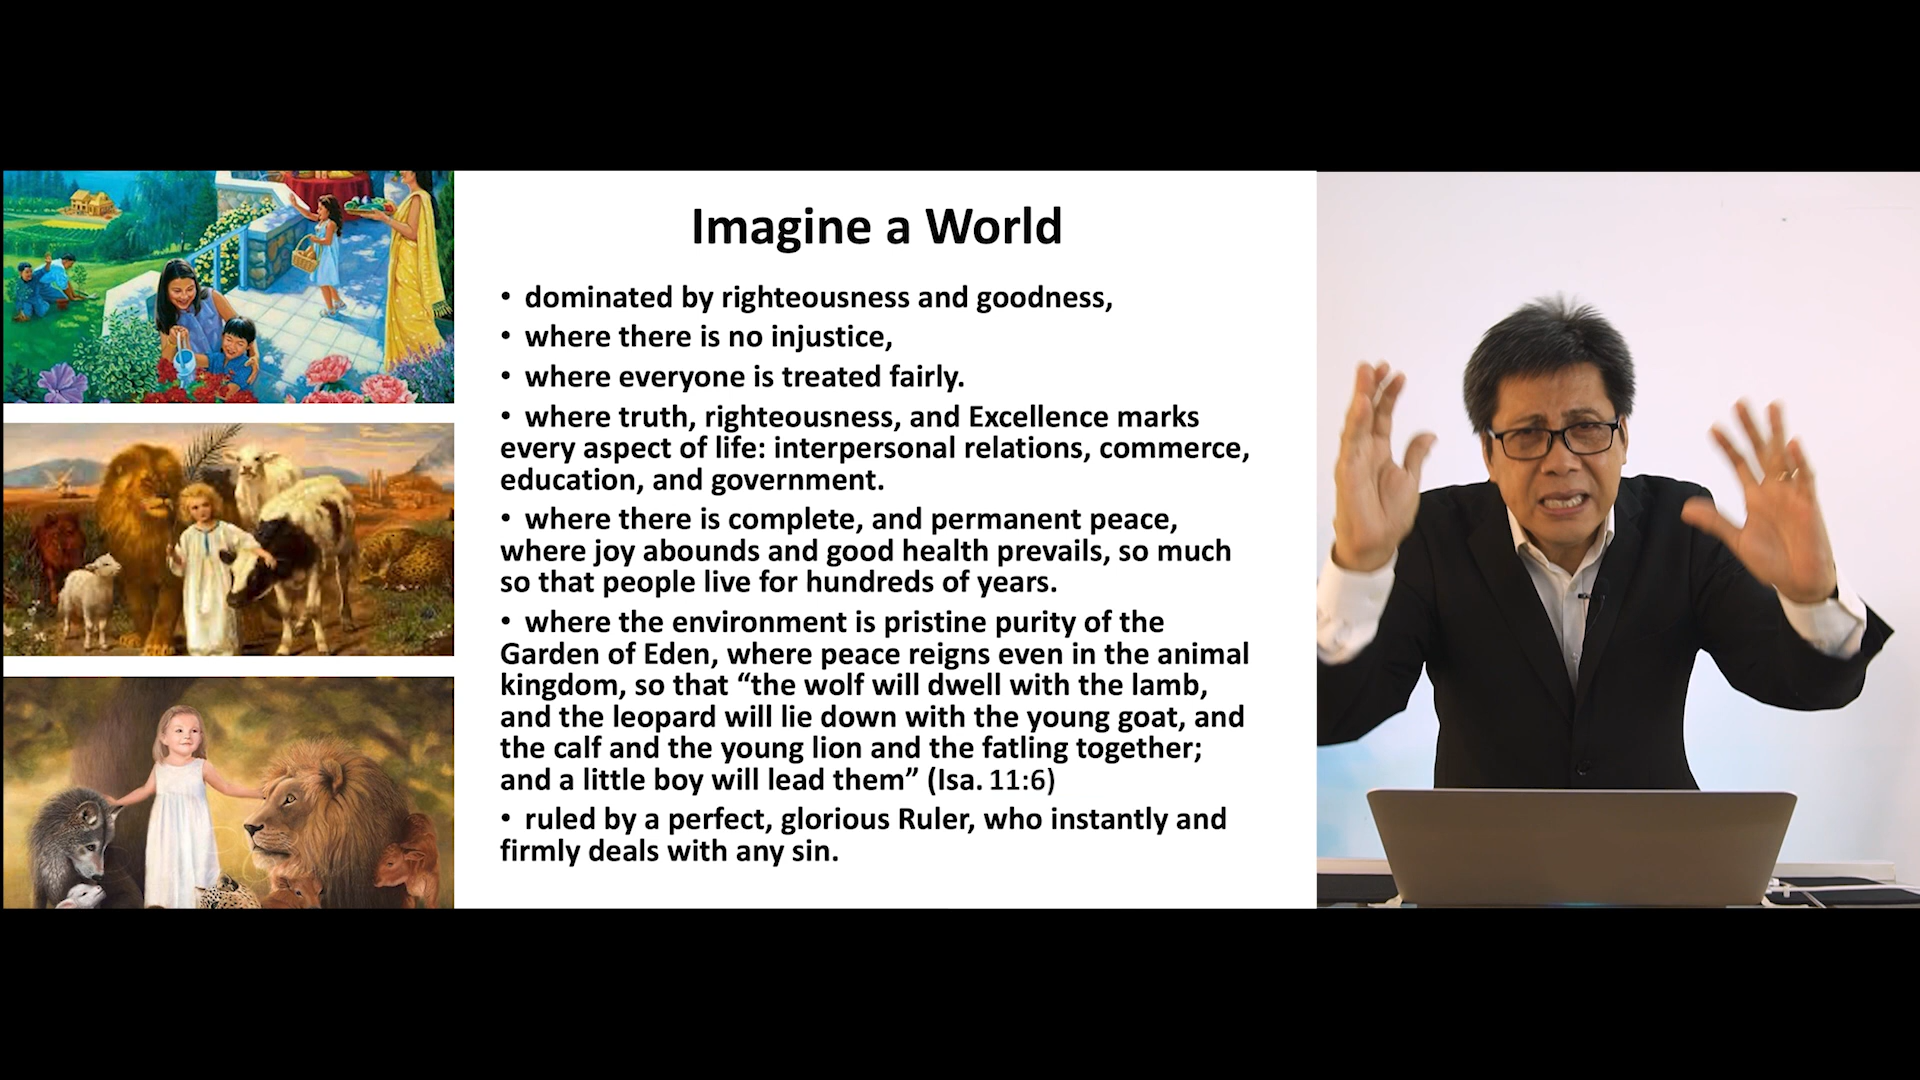 Imagine a World
• dominated by righteousness and goodness,
• where there is no injustice,
• where everyone is treated fairly.
• where truth, righteousness, and Excellence marks
every aspect of life: interpersonal relations, commerce,
education, and government.
• where there is complete, and permanent peace,
where joy abounds and good health prevails, so much
so that people live for hundreds of years.
• where the environment is pristine purity of the
Garden of Eden, where peace reigns even in the animal
kingdom, so that “the wolf will dwell with the lamb,
and the leopard will lie down with the young goat, and
the calf and the young lion and the fatling together;
and a little boy will lead them” (Isa. 11:6)
• ruled by a perfect, glorious Ruler, who instantly and
firmly deals with any sin.